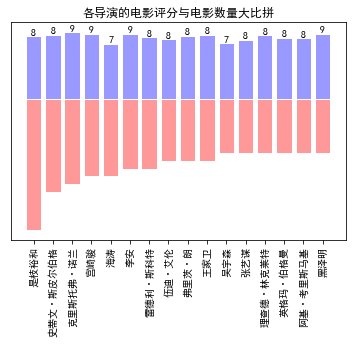 各导演的电影评分与电影数量大比拼
8 8 9 9 7 9 8 8 8 8 7 8 8 8 8 9
是枝裕和
史蒂文·斯皮尔伯格
克里斯托弗·诺兰
宫崎骏
海涛
李安
雷德利·斯科特
伍迪·艾伦
弗里茨·朗
王家卫
吴宇森
张艺谋
理查德·林克莱特
英格玛·伯格曼
阿基·考里斯马基
黑泽明